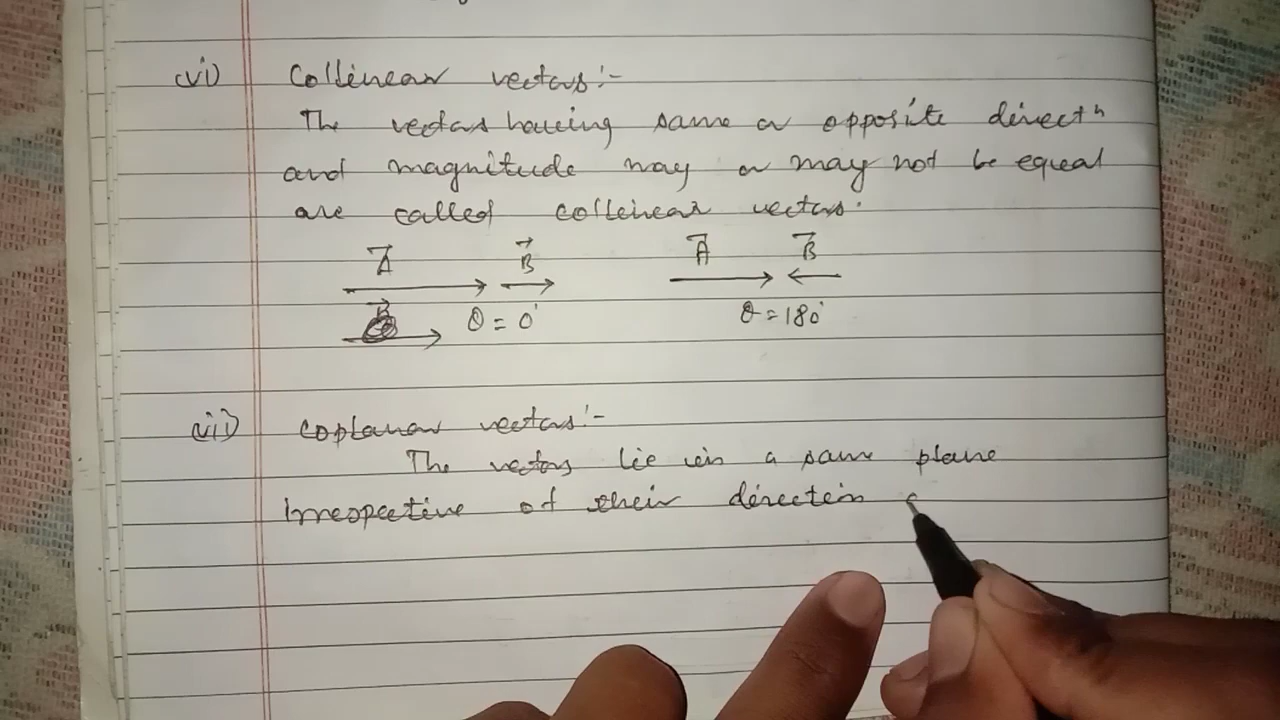 (vi) Collinear vectors:-
The vectors having same or opposite directn
and magnitude may or may not be equal
are called collinear vectors.
A⃗ B⃗ A⃗ B⃗
B⃗ θ = 0° θ = 180°
(vii) Coplanar vectors:-
The vectors lie in a same plane
irrespective of their direction